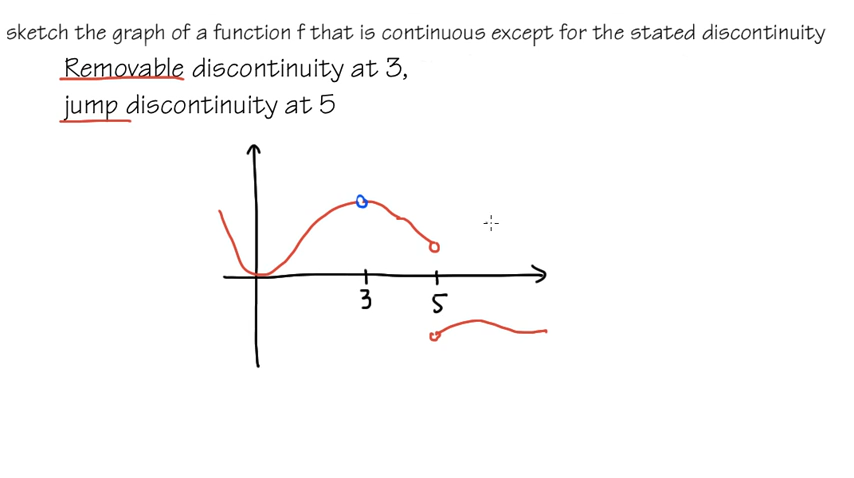 sketch the graph of a function f that is continuous except for the stated discontinuity
Removable discontinuity at 3,
jump discontinuity at 5
3
5